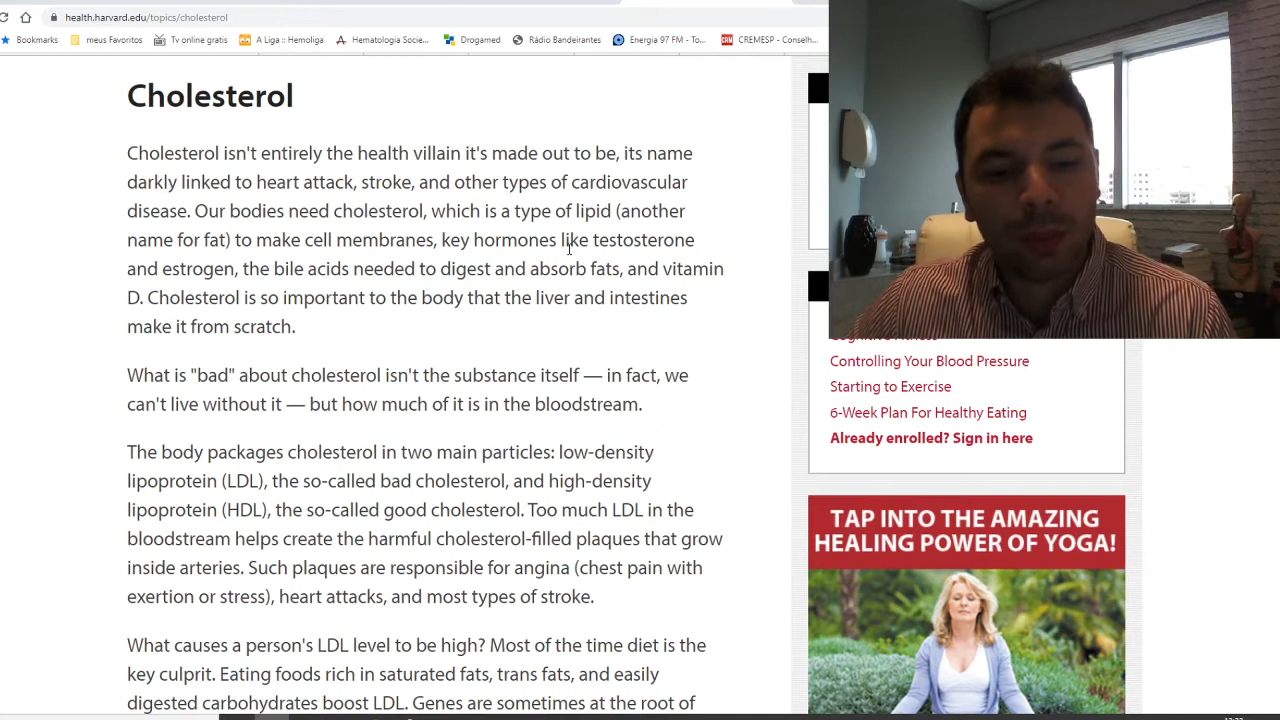 health.harvard.edu/topics/cholesterol
Bookmarks meus Favoritos Tv online gratis A Liga :: Hemoliga Hematologia Socie... Drogamed Rádio Bandeirantes Energia 97 FM - To... CREMESP - Consulta...
Cholesterol
Cholesterol isn't entirely the health villain it's made out to be, its name
darkly linked to heart attack, stroke, and other types of cardiovascular
disease. Our bodies need cholesterol, which is a type of lipid (another
name for fat) to make cell membranes, key hormones like testosterone
and estrogen, the bile acids needed to digest and absorb fats, and vitamin
D. Cholesterol is so important to the body that the liver and intestines
make it from scratch.
What it "bad" about cholesterol isn't the substance itself — in fact, we
can't live without it — but how much of it is in the bloodstream.
The body packages cholesterol in two main particles: low-density
lipoprotein (LDL), the so-called bad cholesterol, and high-density
lipoprotein (HDL), the so-called good cholesterol. Too much LDL in the
bloodstream helps create the harmful cholesterol-filled plaques that grow
inside arteries. Such plaques are responsible for angina (chest pain with
exertion or stress), heart attacks, and most types of stroke.
What causes a person's LDL level to be high? Most of the time diet is the
key culprit. Eating foods rich in saturated fats, trans fats, and easily
digested carbohydrates boost LDL. Genes are sometimes at the root of
Controlling Your Blood Pressure
Starting to Exercise
6-Week Plan For Healthy Eating
Already enrolled? Sign in here
TAP INTO THE AMAZING
HEALING POWER OF YOGA!